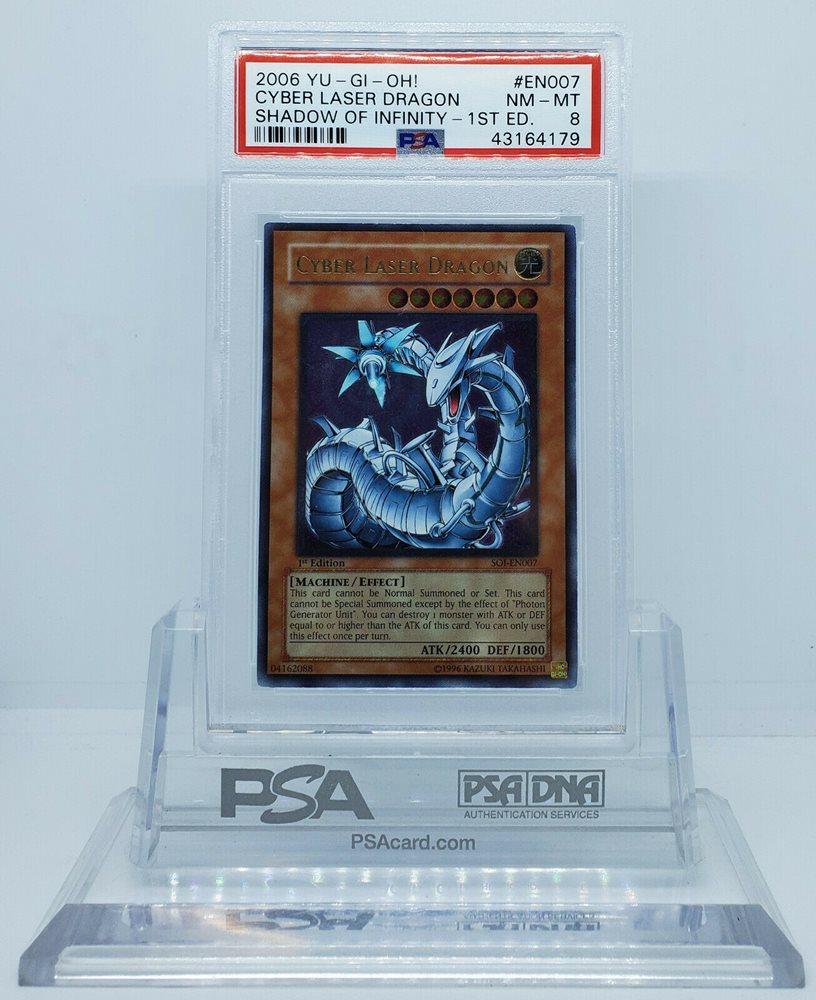 2006 YU-GI-OH! #EN007
CYBER LASER DRAGON NM-MT
SHADOW OF INFINITY-1ST ED. 8
PSA 43164179
CYBER LASER DRAGON 光
1st Edition SOI-EN007
[MACHINE/EFFECT]
This card cannot be Normal Summoned or Set. This card
cannot be Special Summoned except by the effect of "Photon
Generator Unit". You can destroy 1 monster with ATK or DEF
equal to or higher than the ATK of this card. You can only use
this effect once per turn.
ATK/2400 DEF/1800
04162088 ©1996 KAZUKI TAKAHASHI
PSA PSA DNA
AUTHENTICATION SERVICES
PSAcard.com